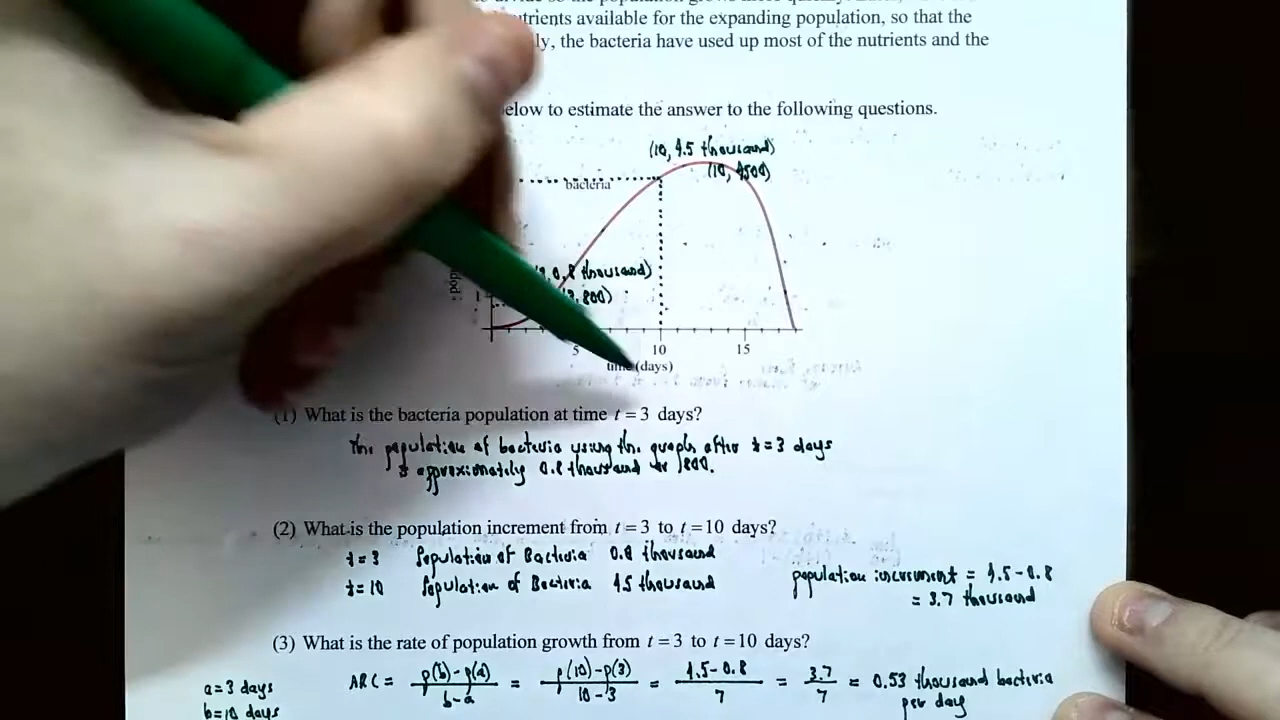 nutrients available for the expanding population, so that the
ly, the bacteria have used up most of the nutrients and the
elow to estimate the answer to the following questions.
(10, 4.5 thousand)
(10, 4500)
bacteria
0.8 thousand)
800)
1
5 10 15
time (days)
(1) What is the bacteria population at time t = 3 days?
The population of bacteria using the graph after t = 3 days
is approximately 0.8 thousand or 800.
(2) What is the population increment from t = 3 to t = 10 days?
t = 3 Population of Bacteria 0.8 thousand
t = 10 Population of Bacteria 4.5 thousand
population increment = 4.5 - 0.8
= 3.7 thousand
(3) What is the rate of population growth from t = 3 to t = 10 days?
a = 3 days
b = 10 days
ARC = p(b) - p(a) / b - a = p(10) - p(3) / 10 - 3 = 4.5 - 0.8 / 7 = 3.7 / 7 = 0.53 thousand bacteria
per day